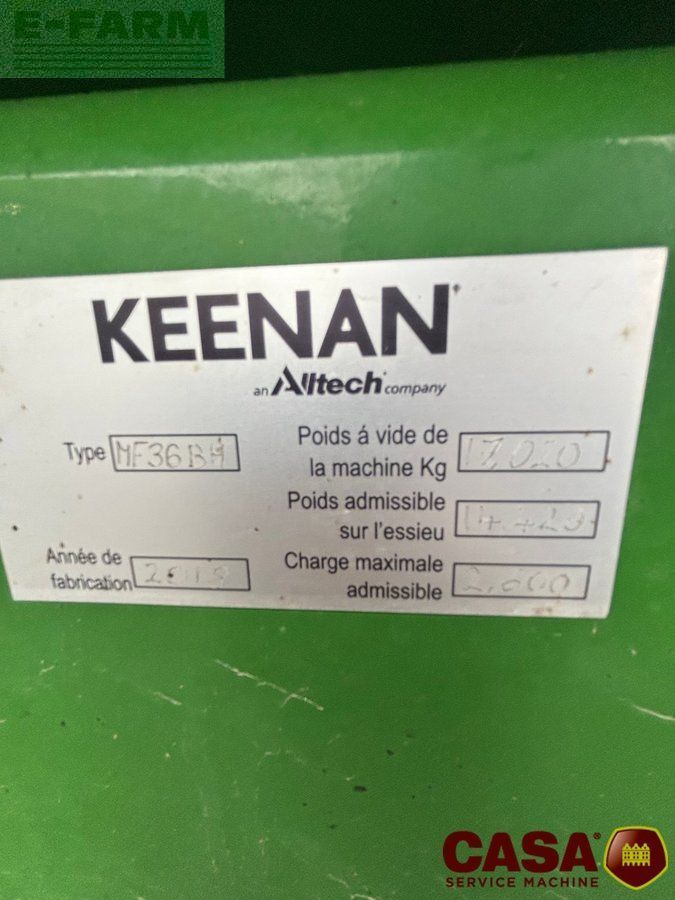 E-FARM
KEENAN
an Alltech company
Type MF36BH
Poids á vide de
la machine Kg
Poids admissible
sur l'essieu
Année de
fabrication
Charge maximale
admissible
CASA®
SERVICE MACHINE